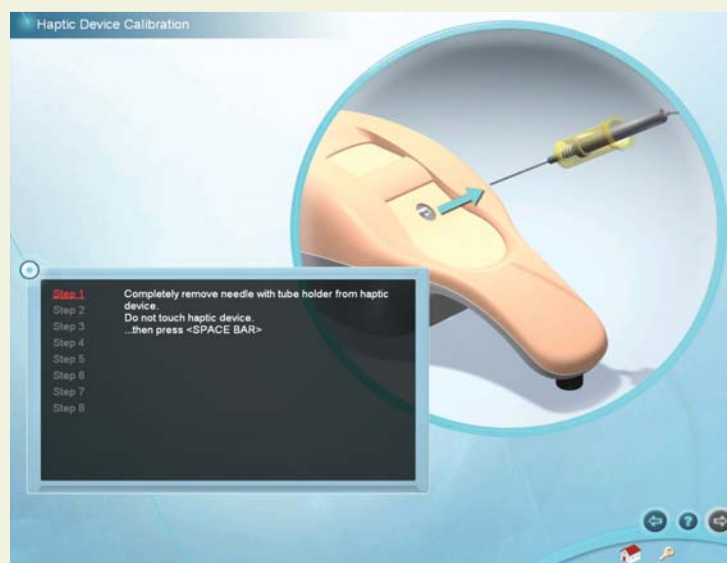 Haptic Device Calibration
Step 1
Completely remove needle with tube holder from haptic
device.
Do not touch haptic device.
...then press <SPACE BAR>
Step 2
Step 3
Step 4
Step 5
Step 6
Step 7
Step 8
?